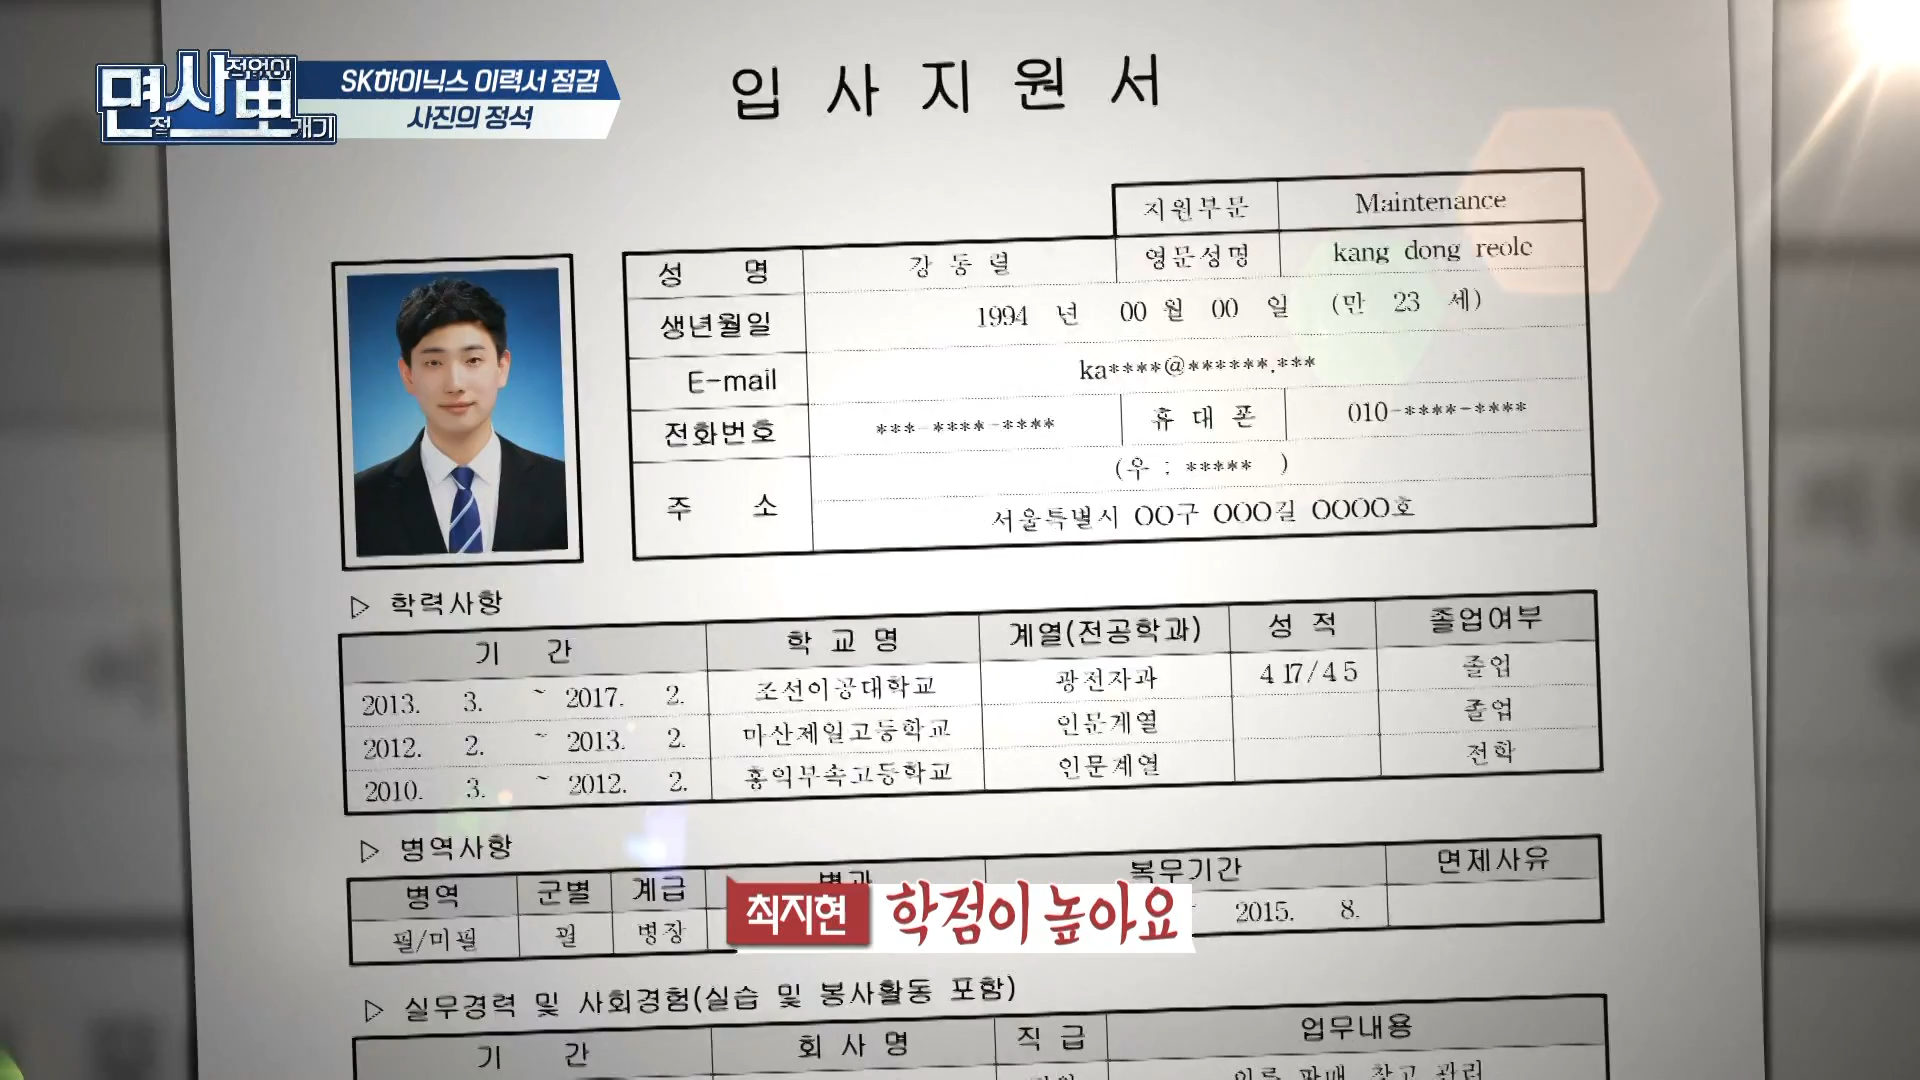 면접 사절없이 뽀개기
SK하이닉스 이력서 점검
사진의 정석
입 사 지 원 서
지원부문 Maintenance
성 명 강 동 렬 영문성명 kang dong reole
생년월일 1994 년 00 월 00 일 (만 23 세)
E-mail ka****@******.***
전화번호 ***-****-**** 휴 대 폰 010-****-****
주 소 (우 : ***** )
서울특별시 OO구 OOO길 OOOO호
▷ 학력사항
기 간 학 교 명 계열(전공학과) 성 적 졸업여부
2013. 3. ~ 2017. 2. 조선이공대학교 광전자과 4.17/4.5 졸업
2012. 2. ~ 2013. 2. 마산제일고등학교 인문계열 졸업
2010. 3. ~ 2012. 2. 홍익부속고등학교 인문계열 전학
▷ 병역사항
병역 군별 계급 병과 복무기간 면제사유
필/미필 필 병장 2015. 8.
최지현 학점이 높아요
▷ 실무경력 및 사회경험(실습 및 봉사활동 포함)
기 간 회 사 명 직 급 업무내용